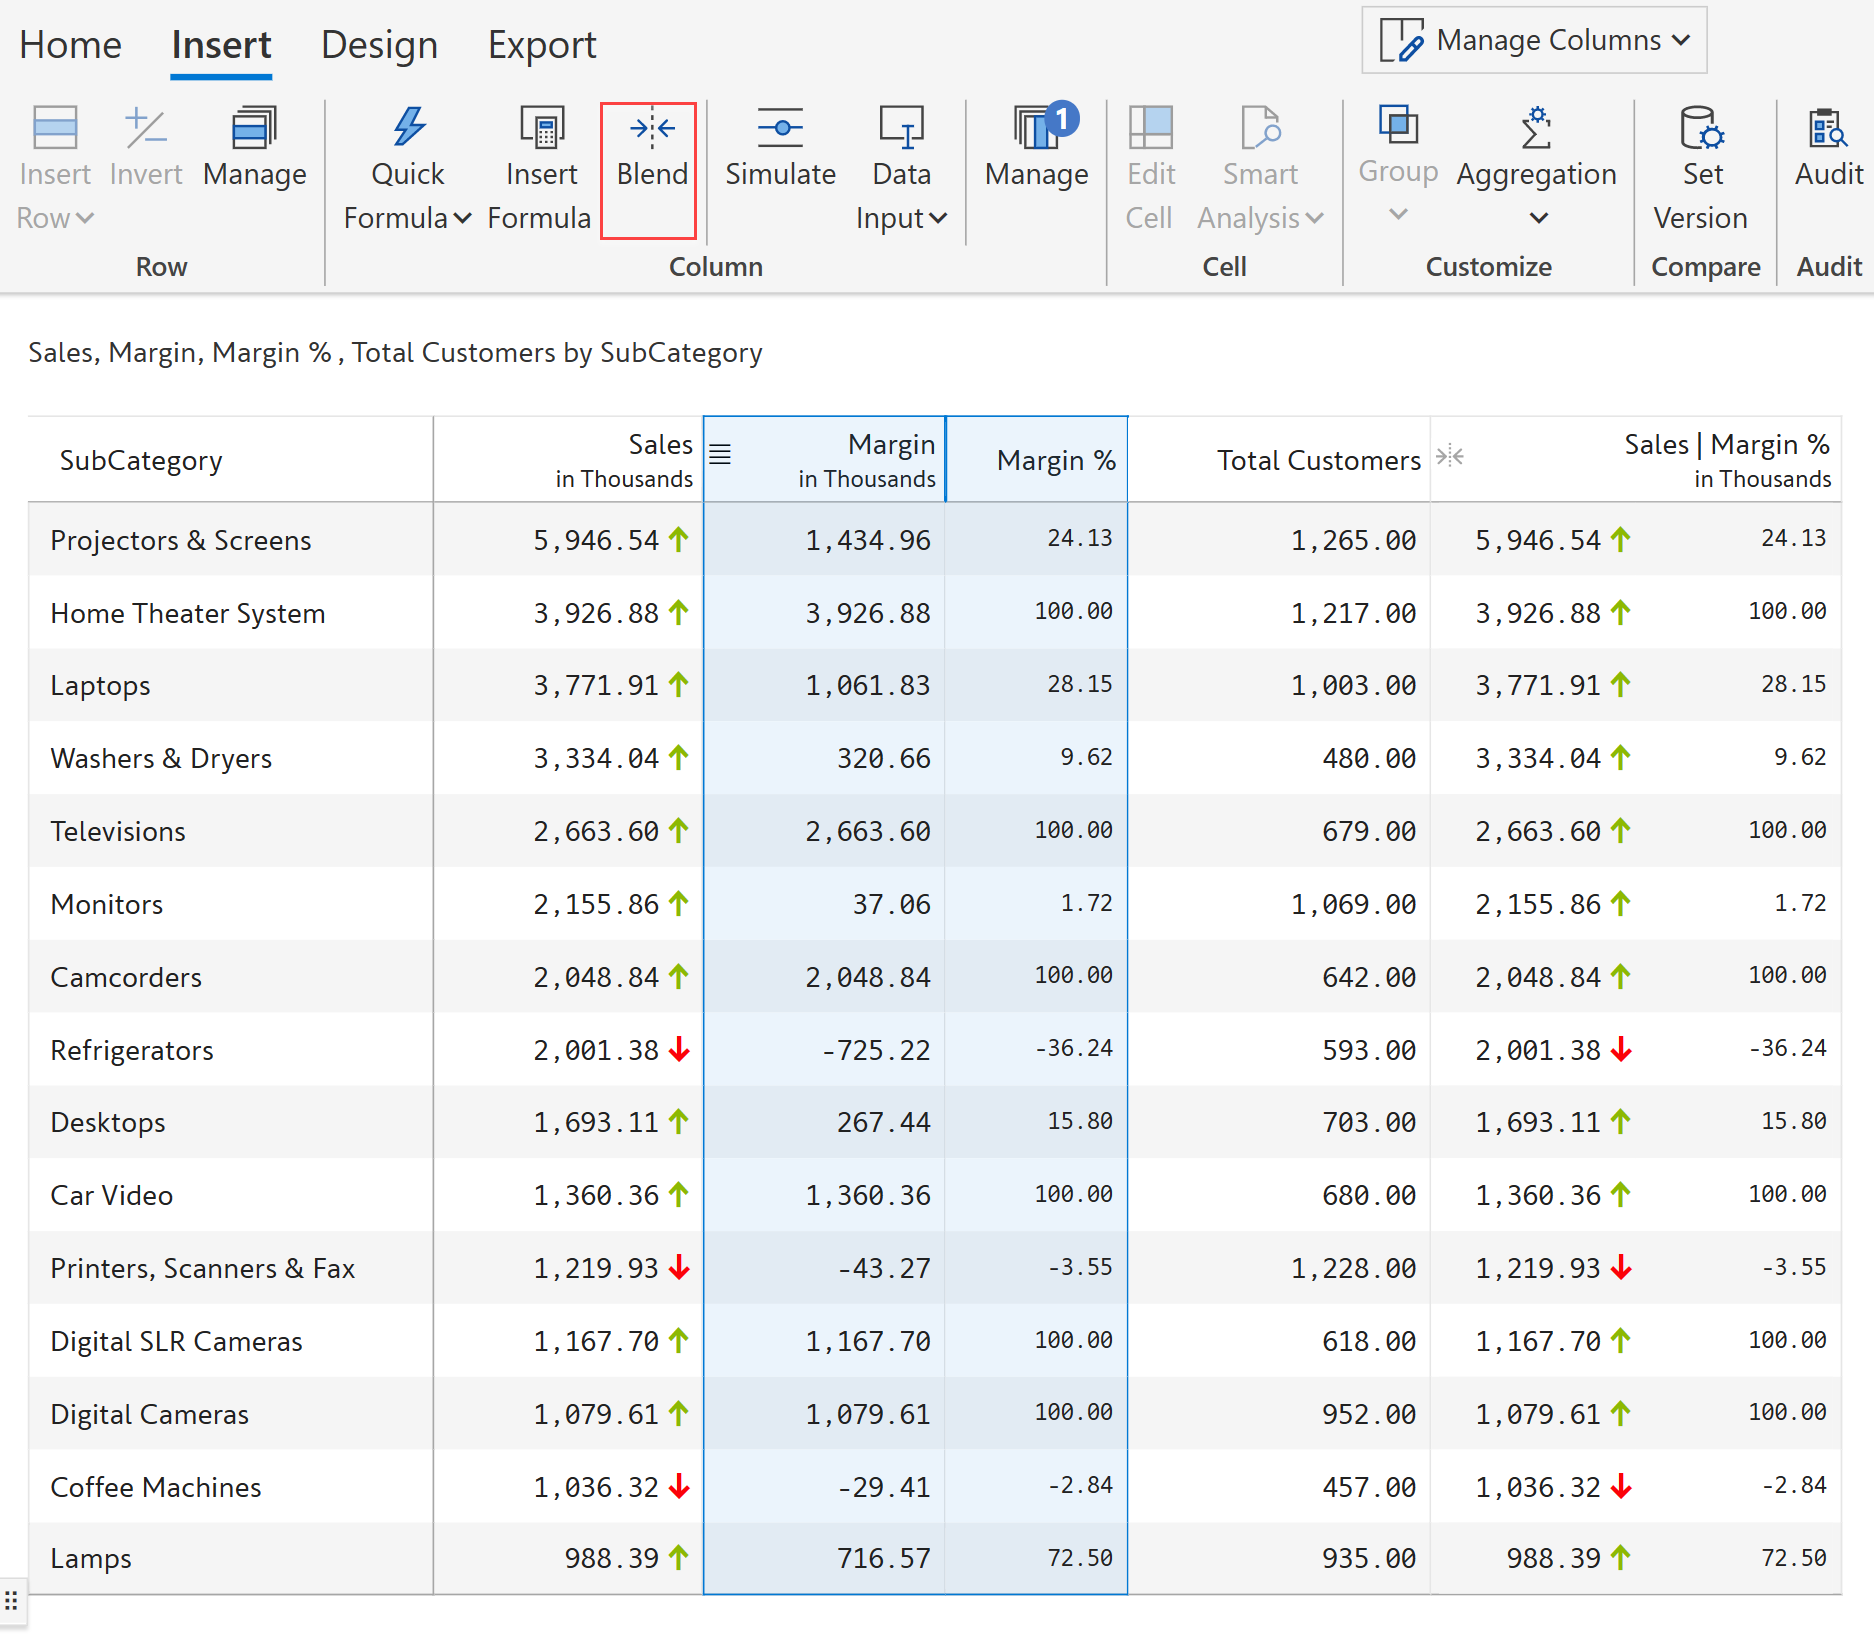 Home Insert Design Export Manage Columns
1
Insert Invert Manage Quick Insert Blend Simulate Data Manage Edit Smart Group Aggregation Set Audit
Row Formula Formula Input Cell Analysis Version
Row Column Cell Customize Compare Audit
Sales, Margin, Margin % , Total Customers by SubCategory
SubCategory Sales Margin Margin % Total Customers Sales | Margin %
in Thousands in Thousands in Thousands
Projectors & Screens 5,946.54 1,434.96 24.13 1,265.00 5,946.54 24.13
Home Theater System 3,926.88 3,926.88 100.00 1,217.00 3,926.88 100.00
Laptops 3,771.91 1,061.83 28.15 1,003.00 3,771.91 28.15
Washers & Dryers 3,334.04 320.66 9.62 480.00 3,334.04 9.62
Televisions 2,663.60 2,663.60 100.00 679.00 2,663.60 100.00
Monitors 2,155.86 37.06 1.72 1,069.00 2,155.86 1.72
Camcorders 2,048.84 2,048.84 100.00 642.00 2,048.84 100.00
Refrigerators 2,001.38 -725.22 -36.24 593.00 2,001.38 -36.24
Desktops 1,693.11 267.44 15.80 703.00 1,693.11 15.80
Car Video 1,360.36 1,360.36 100.00 680.00 1,360.36 100.00
Printers, Scanners & Fax 1,219.93 -43.27 -3.55 1,228.00 1,219.93 -3.55
Digital SLR Cameras 1,167.70 1,167.70 100.00 618.00 1,167.70 100.00
Digital Cameras 1,079.61 1,079.61 100.00 952.00 1,079.61 100.00
Coffee Machines 1,036.32 -29.41 -2.84 457.00 1,036.32 -2.84
Lamps 988.39 716.57 72.50 935.00 988.39 72.50